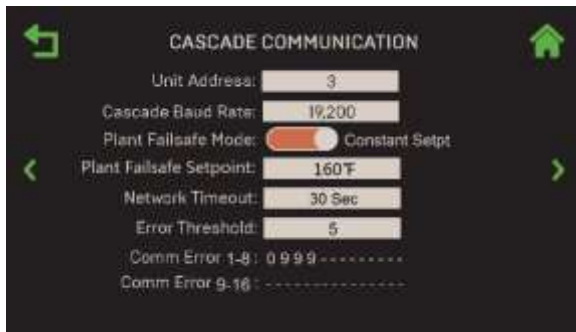 CASCADE COMMUNICATION
Unit Address: 3
Cascade Baud Rate: 19,200
Plant Failsafe Mode: Constant Setpt
Plant Failsafe Setpoint: 160°F
Network Timeout: 30 Sec
Error Threshold: 5
Comm Error 1-8: 0 9 9 9 - - - - - - - - -
Comm Error 9-16: - - - - - - - - - - - - - -